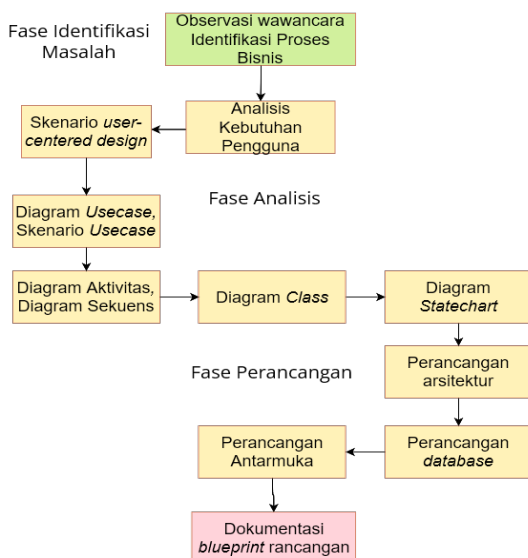 Fase Identifikasi
Masalah
Observasi wawancara
Identifikasi Proses
Bisnis
Analisis
Kebutuhan
Pengguna
Skenario user-
centered design
Fase Analisis
Diagram Usecase,
Skenario Usecase
Diagram Aktivitas,
Diagram Sekuens
Diagram Class
Diagram
Statechart
Fase Perancangan
Perancangan
arsitektur
Perancangan
database
Perancangan
Antarmuka
Dokumentasi
blueprint rancangan